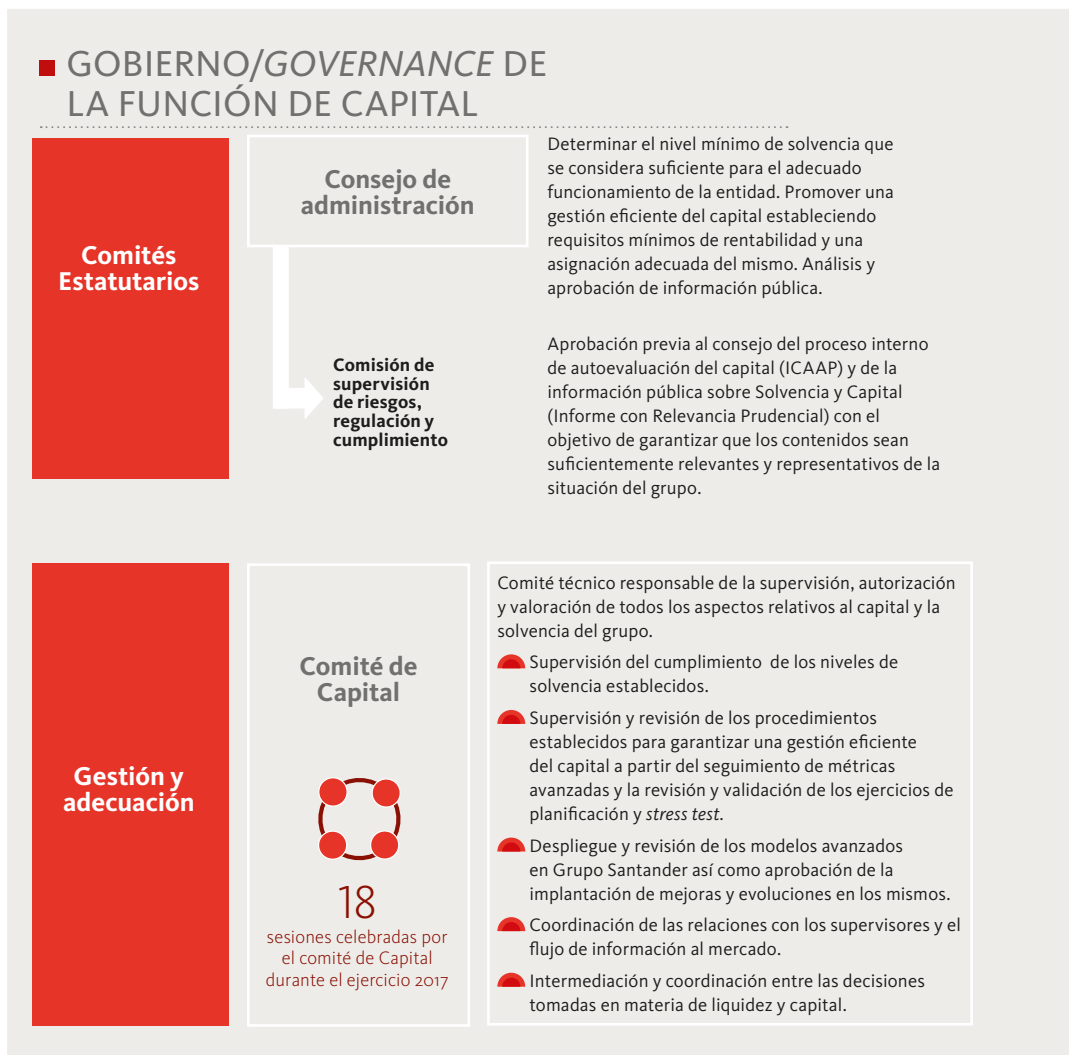 GOBIERNO/GOVERNANCE DE
LA FUNCIÓN DE CAPITAL
Comités
Estatutarios
Consejo de
administración
Determinar el nivel mínimo de solvencia que
se considera suficiente para el adecuado
funcionamiento de la entidad. Promover una
gestión eficiente del capital estableciendo
requisitos mínimos de rentabilidad y una
asignación adecuada del mismo. Análisis y
aprobación de información pública.
Comisión de
supervisión
de riesgos,
regulación y
cumplimiento
Aprobación previa al consejo del proceso interno
de autoevaluación del capital (ICAAP) y de la
información pública sobre Solvencia y Capital
(Informe con Relevancia Prudencial) con el
objetivo de garantizar que los contenidos sean
suficientemente relevantes y representativos de la
situación del grupo.
Gestión y
adecuación
Comité de
Capital
18
sesiones celebradas por
el comité de Capital
durante el ejercicio 2017
Comité técnico responsable de la supervisión, autorización
y valoración de todos los aspectos relativos al capital y la
solvencia del grupo.
Supervisión del cumplimiento de los niveles de
solvencia establecidos.
Supervisión y revisión de los procedimientos
establecidos para garantizar una gestión eficiente
del capital a partir del seguimiento de métricas
avanzadas y la revisión y validación de los ejercicios de
planificación y stress test.
Despliegue y revisión de los modelos avanzados
en Grupo Santander así como aprobación de la
implantación de mejoras y evoluciones en los mismos.
Coordinación de las relaciones con los supervisores y el
flujo de información al mercado.
Intermediación y coordinación entre las decisiones
tomadas en materia de liquidez y capital.